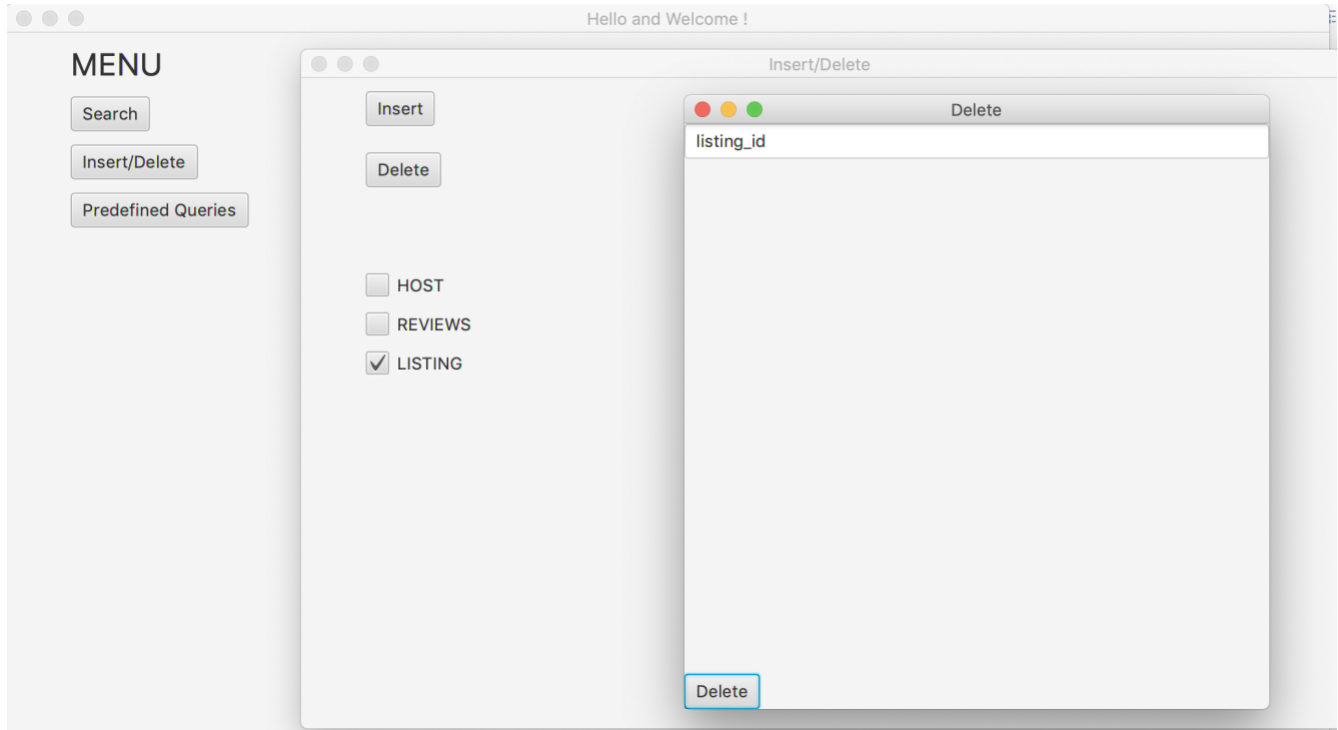 Hello and Welcome !
MENU
Search
Insert/Delete
Predefined Queries
Insert/Delete
Insert
Delete
HOST
REVIEWS
LISTING
Delete
listing_id
Delete